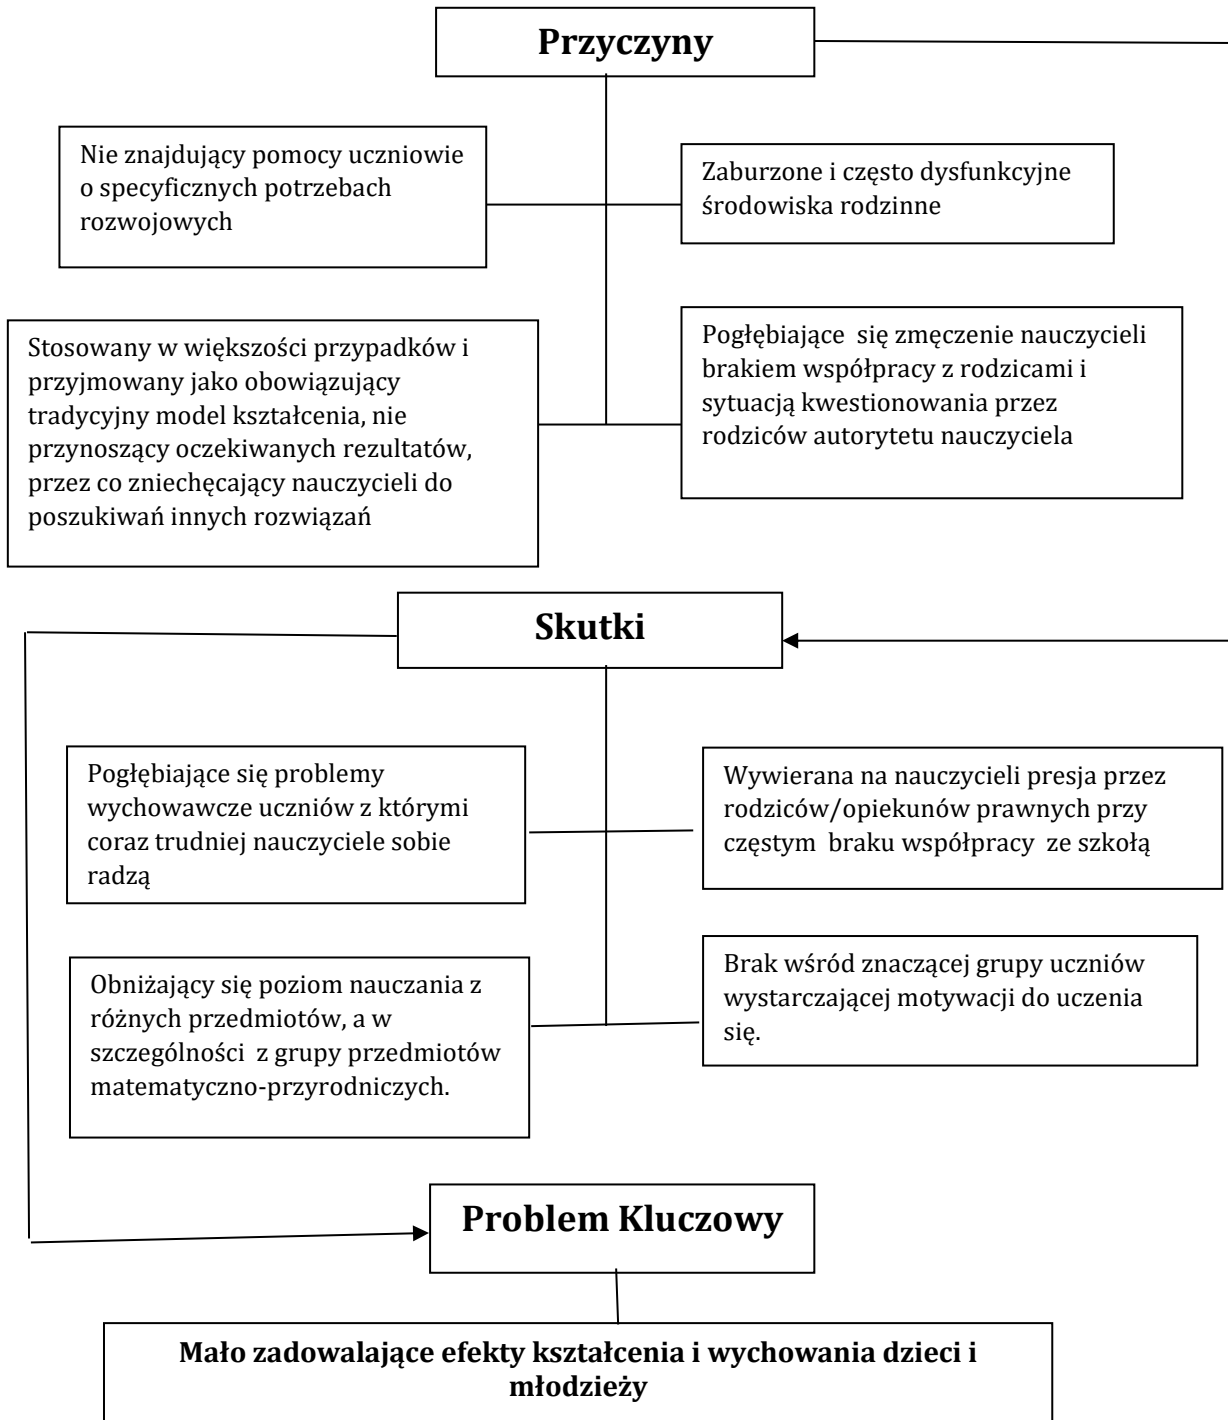 Przyczyny
Nie znajdujący pomocy uczniowie
o specyficznych potrzebach
rozwojowych
Zaburzone i często dysfunkcyjne
środowiska rodzinne
Stosowany w większości przypadków i
przyjmowany jako obowiązujący
tradycyjny model kształcenia, nie
przynoszący oczekiwanych rezultatów,
przez co zniechęcający nauczycieli do
poszukiwań innych rozwiązań
Pogłębiające  się zmęczenie nauczycieli
brakiem współpracy z rodzicami i
sytuacją kwestionowania przez
rodziców autorytetu nauczyciela
Skutki
Pogłębiające się problemy
wychowawcze uczniów z którymi
coraz trudniej nauczyciele sobie
radzą
Wywierana na nauczycieli presja przez
rodziców/opiekunów prawnych przy
częstym  braku współpracy  ze szkołą
Obniżający się poziom nauczania z
różnych przedmiotów, a w
szczególności  z grupy przedmiotów
matematyczno-przyrodniczych.
Brak wśród znaczącej grupy uczniów
wystarczającej motywacji do uczenia
się.
Problem Kluczowy
Mało zadowalające efekty kształcenia i wychowania dzieci i
młodzieży